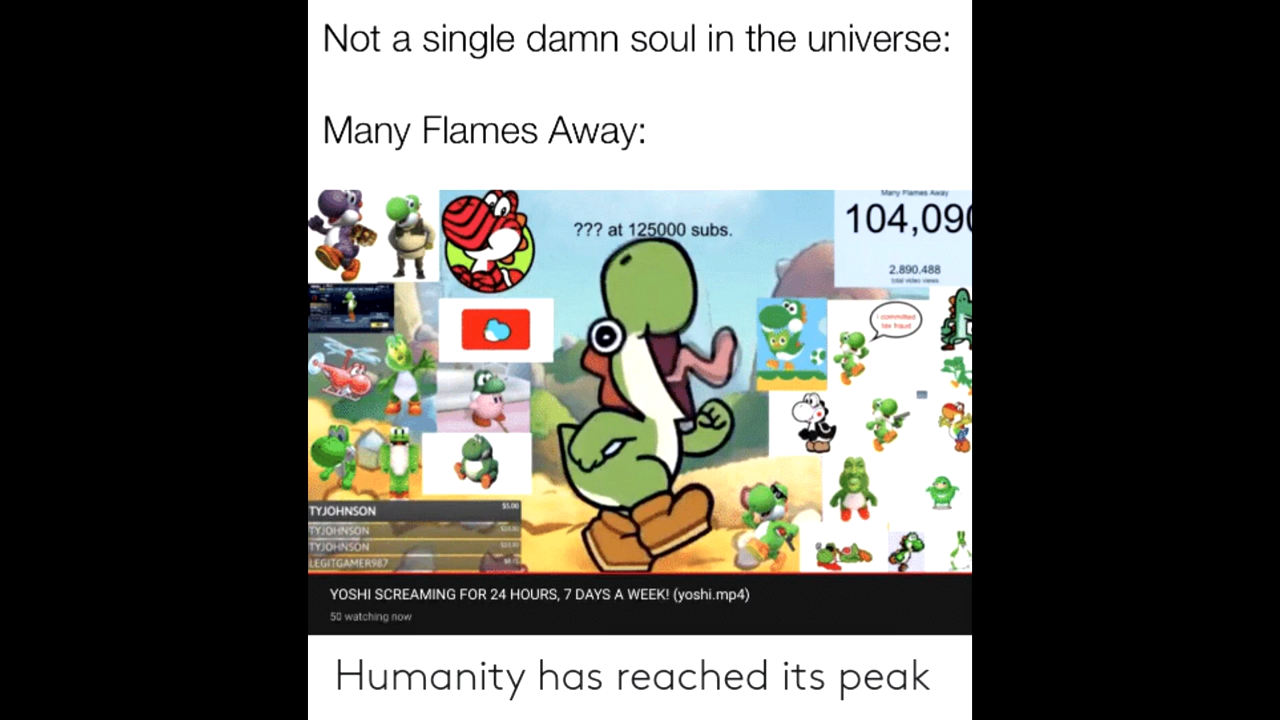 Not a single damn soul in the universe:
Many Flames Away:
Many Flames Away
??? at 125000 subs.
104,090
2.890.488
total video views
i committed
tax fraud
TYJOHNSON
$5.00
TYJOHNSON
TYJOHNSON
LEGITGAMER987
YOSHI SCREAMING FOR 24 HOURS, 7 DAYS A WEEK! (yoshi.mp4)
50 watching now
Humanity has reached its peak